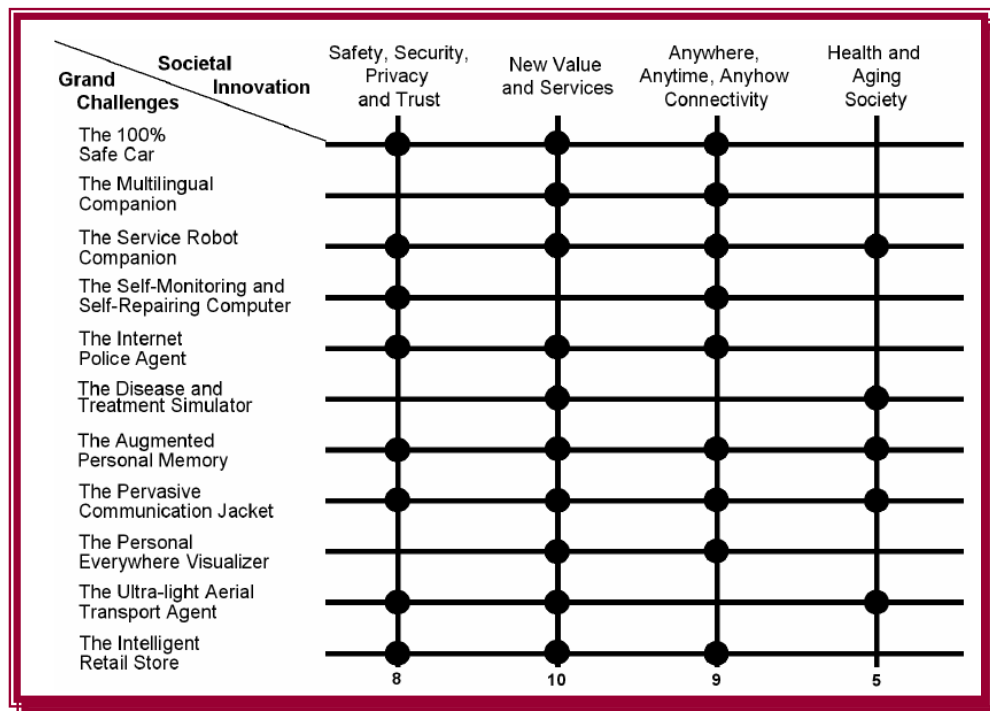 Societal
Innovation
Grand
Challenges
Safety, Security,
Privacy
and Trust
New Value
and Services
Anywhere,
Anytime, Anyhow
Connectivity
Health and
Aging
Society
The 100%
Safe Car
The Multilingual
Companion
The Service Robot
Companion
The Self-Monitoring and
Self-Repairing Computer
The Internet
Police Agent
The Disease and
Treatment Simulator
The Augmented
Personal Memory
The Pervasive
Communication Jacket
The Personal
Everywhere Visualizer
The Ultra-light Aerial
Transport Agent
The Intelligent
Retail Store
8 10 9 5